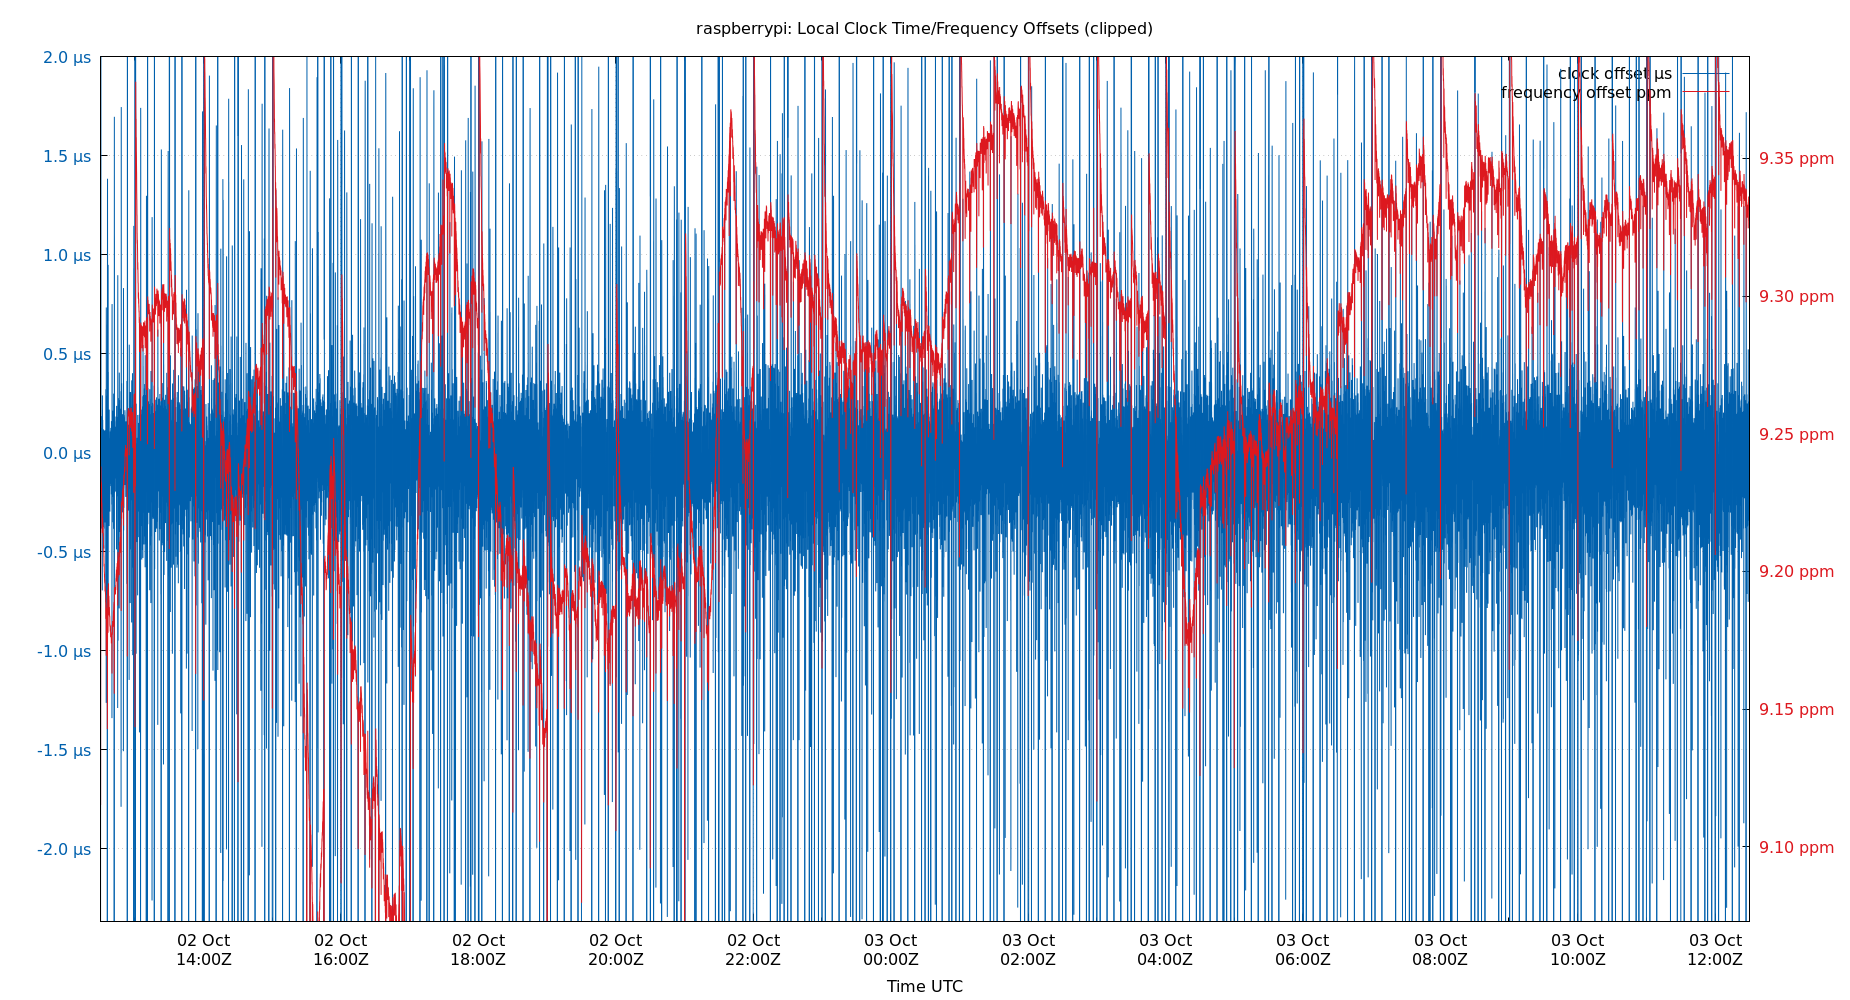 raspberrypi: Local Clock Time/Frequency Offsets (clipped)
clock offset µs
frequency offset ppm
2.0 µs
1.5 µs
1.0 µs
0.5 µs
0.0 µs
-0.5 µs
-1.0 µs
-1.5 µs
-2.0 µs
9.35 ppm
9.30 ppm
9.25 ppm
9.20 ppm
9.15 ppm
9.10 ppm
02 Oct 02 Oct 02 Oct 02 Oct 02 Oct 03 Oct 03 Oct 03 Oct 03 Oct 03 Oct 03 Oct 03 Oct
14:00Z 16:00Z 18:00Z 20:00Z 22:00Z 00:00Z 02:00Z 04:00Z 06:00Z 08:00Z 10:00Z 12:00Z
Time UTC